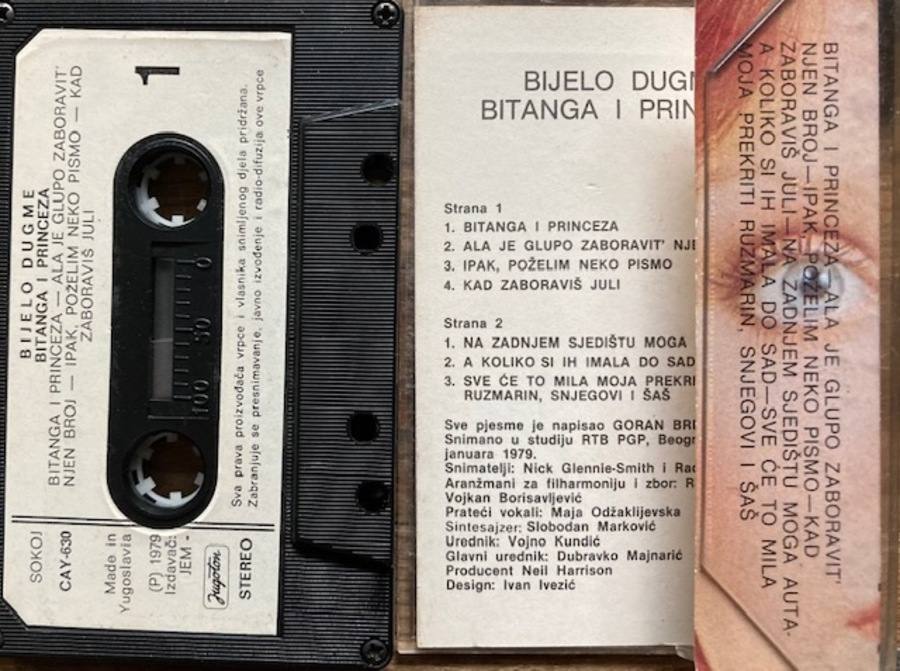 1
BIJELO DUGME
BITANGA I PRINCEZA
BITANGA I PRINCEZA — ALA JE GLUPO ZABORAVIT'
NJEN BROJ — IPAK, POŽELIM NEKO PISMO — KAD
ZABORAVIŠ JULI
0
50
100
Sva prava proizvođača vrpce i vlasnika snimljenog djela pridržana.
Zabranjuje se presnimavanje, javno izvođenje i radio-difuzija ove vrpce
SOKOJ
CAY-630
Made in
Yugoslavia
(P) 1979
Izdavač:
JEM -
Jugoton
STEREO
BIJELO DUG
BITANGA I PRIN
Strana 1
1. BITANGA I PRINCEZA
2. ALA JE GLUPO ZABORAVIT' NJE
3. IPAK, POŽELIM NEKO PISMO
4. KAD ZABORAVIŠ JULI
Strana 2
1. NA ZADNJEM SJEDIŠTU MOGA
2. A KOLIKO SI IH IMALA DO SAD
3. SVE ĆE TO MILA MOJA PREKRI
RUZMARIN, SNJEGOVI I ŠAŠ
Sve pjesme je napisao GORAN BR
Snimano u studiju RTB PGP, Beogr
januara 1979.
Snimatelji: Nick Glennie-Smith i Rad
Aranžmani za filharmoniju i zbor: R
Vojkan Borisavljević
Prateći vokali: Maja Odžaklijevska
Sintesajzer: Slobodan Marković
Urednik: Vojno Kundić
Glavni urednik: Dubravko Majnarić
Producent Neil Harrison
Design: Ivan Ivezić
BITANGA I PRINCEZA—ALA JE GLUPO ZABORAVIT'
NJEN BROJ—IPAK, POŽELIM NEKO PISMO—KAD
ZABORAVIŠ JULI—NA ZADNJEM SJEDIŠTU MOGA AUTA-
A KOLIKO SI IH IMALA DO SAD—SVE ĆE TO MILA
MOJA PREKRITI RUZMARIN, SNJEGOVI I ŠAŠ